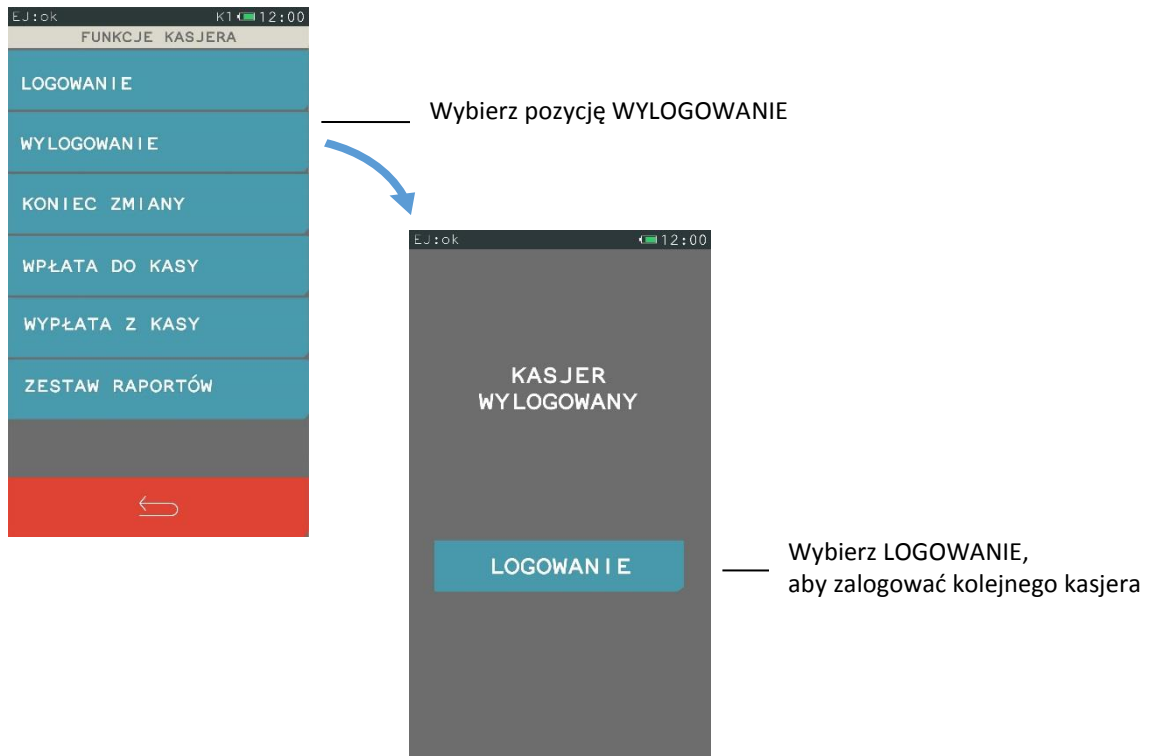 EJ:ok K1 12:00
FUNKCJE KASJERA
LOGOWANIE
WYLOGOWANIE
KONIEC ZMIANY
WPŁATA DO KASY
WYPŁATA Z KASY
ZESTAW RAPORTÓW
Wybierz pozycję WYLOGOWANIE
EJ:ok 12:00
KASJER
WYLOGOWANY
LOGOWANIE
Wybierz LOGOWANIE,
aby zalogować kolejnego kasjera